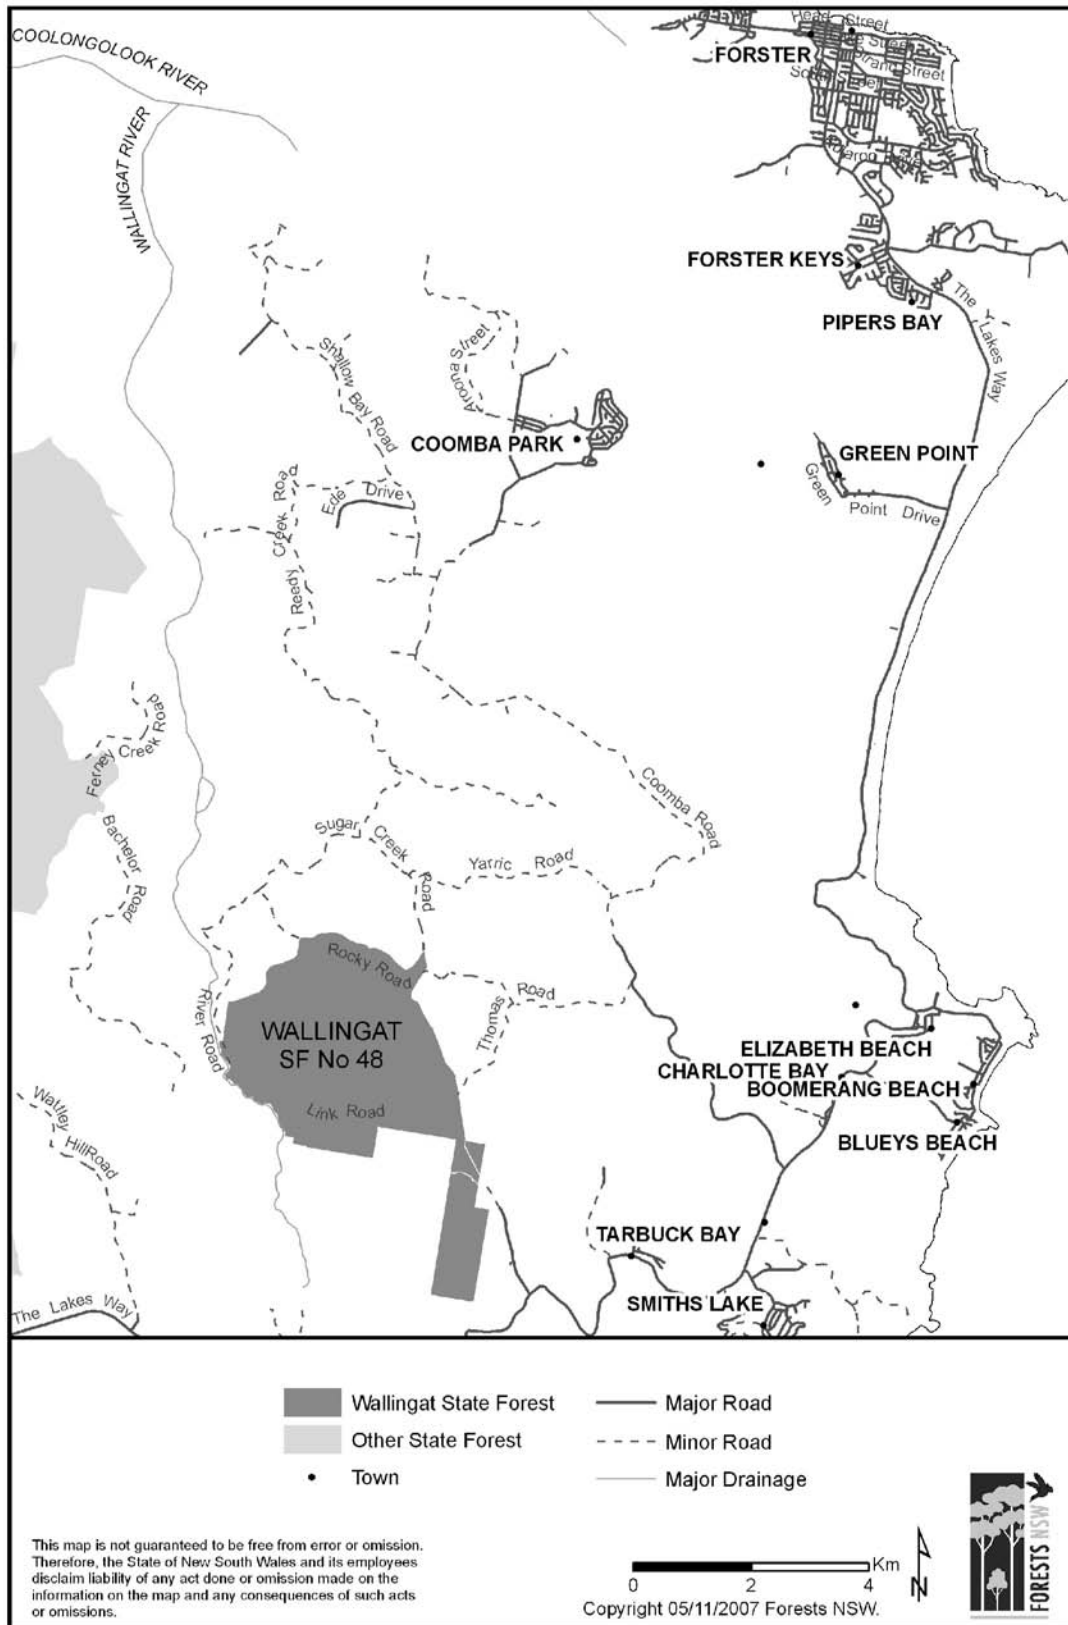 COOLONGOLOOK RIVER
WALLINGAT RIVER
Head Street
Street
Strand Street
South Street
FORSTER
Drive
FORSTER KEYS
PIPERS BAY
The Lakes Way
Shallow Bay Road
Aroona Street
COOMBA PARK
GREEN POINT
Green Point Drive
Ede Drive
Reedy Creek Road
Ferney Creek Road
Bachelor Road
Coomba Road
Sugar Creek Road
Yarric Road
Rocky Road
Thomas Road
River Road
WALLINGAT
SF No 48
Link Road
ELIZABETH BEACH
CHARLOTTE BAY
BOOMERANG BEACH
BLUEYS BEACH
Wattley HillRoad
TARBUCK BAY
SMITHS LAKE
The Lakes Way
Wallingat State Forest
Other State Forest
Town
Major Road
Minor Road
Major Drainage
This map is not guaranteed to be free from error or omission.
Therefore, the State of New South Wales and its employees
disclaim liability of any act done or omission made on the
information on the map and any consequences of such acts
or omissions.
0 2 4 Km
N
Copyright 05/11/2007 Forests NSW.
FORESTS NSW